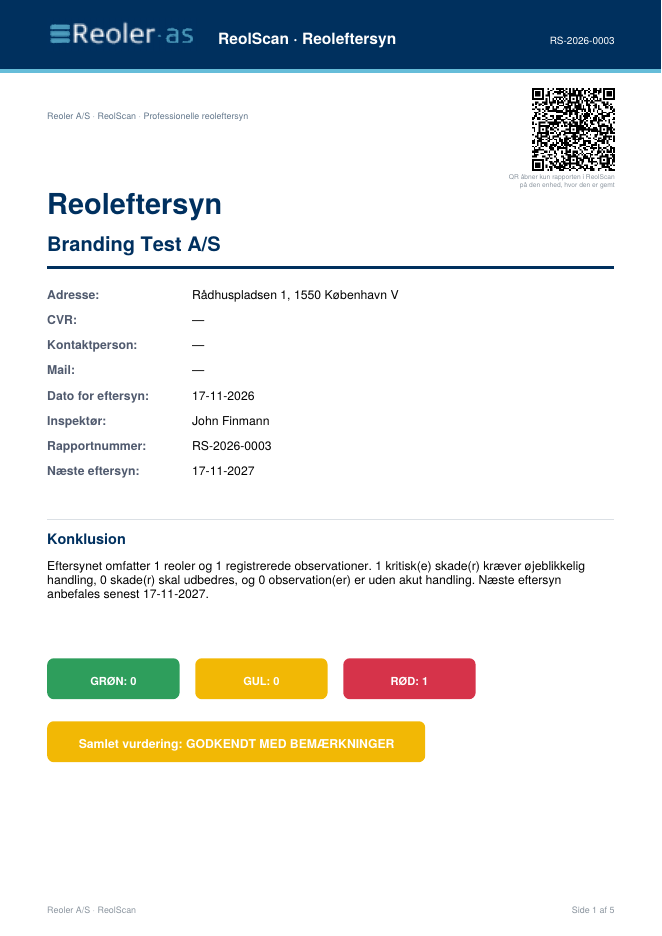 Reoler·as
ReolScan · Reoleftersyn
RS-2026-0003
Reoler A/S · ReolScan · Professionelle reoleftersyn
QR åbner kun rapporten i ReolScan
på den enhed, hvor den er gemt
Reoleftersyn
Branding Test A/S
Adresse: Rådhuspladsen 1, 1550 København V
CVR: —
Kontaktperson: —
Mail: —
Dato for eftersyn: 17-11-2026
Inspektør: John Finmann
Rapportnummer: RS-2026-0003
Næste eftersyn: 17-11-2027
Konklusion
Eftersynet omfatter 1 reoler og 1 registrerede observationer. 1 kritisk(e) skade(r) kræver øjeblikkelig
handling, 0 skade(r) skal udbedres, og 0 observation(er) er uden akut handling. Næste eftersyn
anbefales senest 17-11-2027.
GRØN: 0
GUL: 0
RØD: 1
Samlet vurdering: GODKENDT MED BEMÆRKNINGER
Reoler A/S · ReolScan
Side 1 af 5